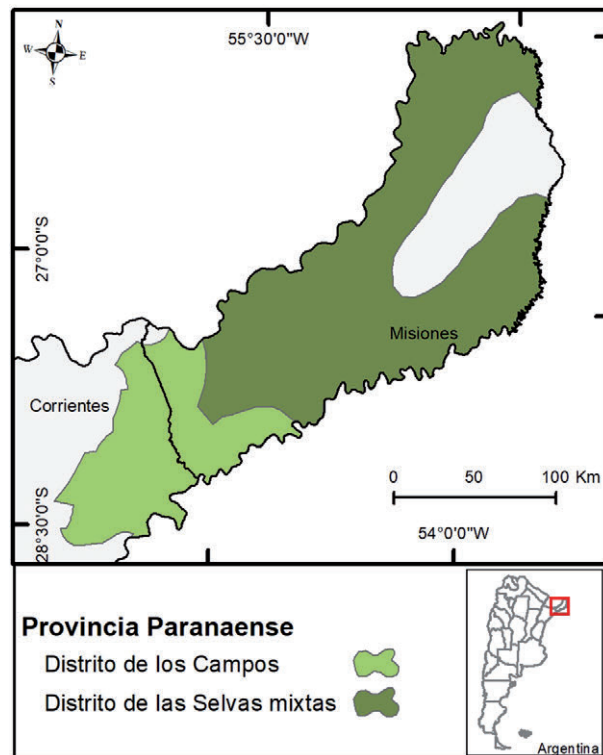 55°30'0"W
N
W E
S
27°0'0"S
Misiones
Corrientes
0 50 100 Km
28°30'0"S
54°0'0"W
Provincia Paranaense
Distrito de los Campos
Distrito de las Selvas mixtas
Argentina